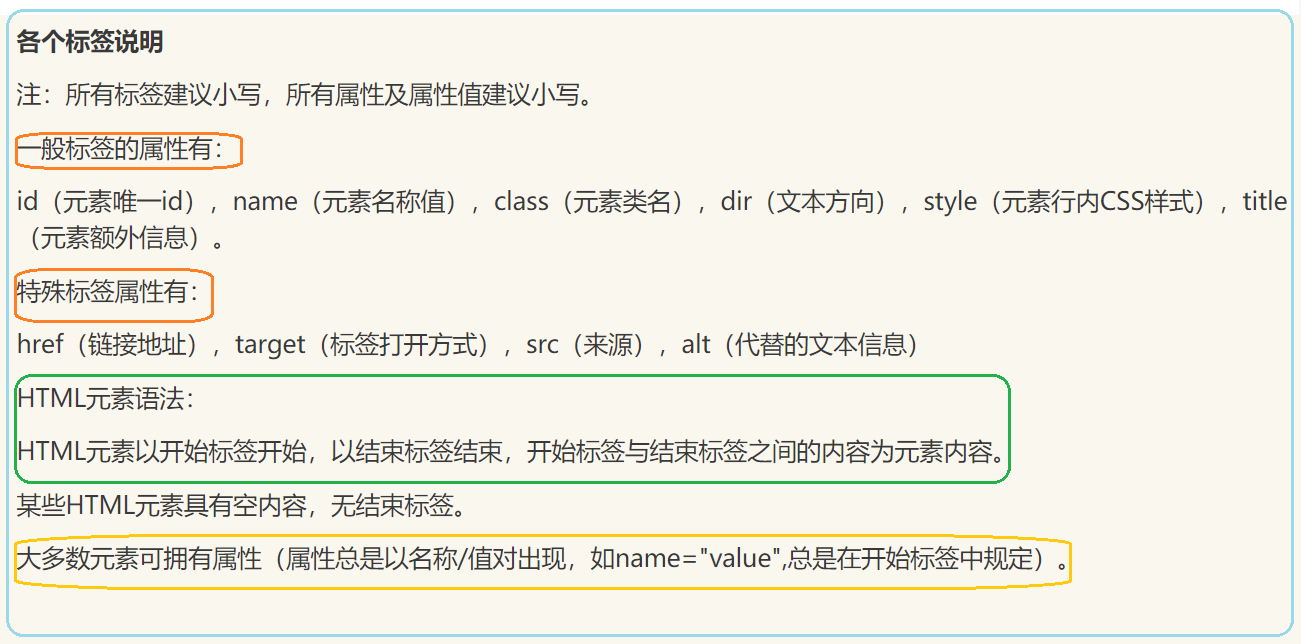 各个标签说明
注：所有标签建议小写，所有属性及属性值建议小写。
一般标签的属性有：
id（元素唯一id），name（元素名称值），class（元素类名），dir（文本方向），style（元素行内CSS样式），title
（元素额外信息）。
特殊标签属性有：
href（链接地址），target（标签打开方式），src（来源），alt（代替的文本信息）
HTML元素语法：
HTML元素以开始标签开始，以结束标签结束，开始标签与结束标签之间的内容为元素内容。
某些HTML元素具有空内容，无结束标签。
大多数元素可拥有属性（属性总是以名称/值对出现，如name="value",总是在开始标签中规定）。